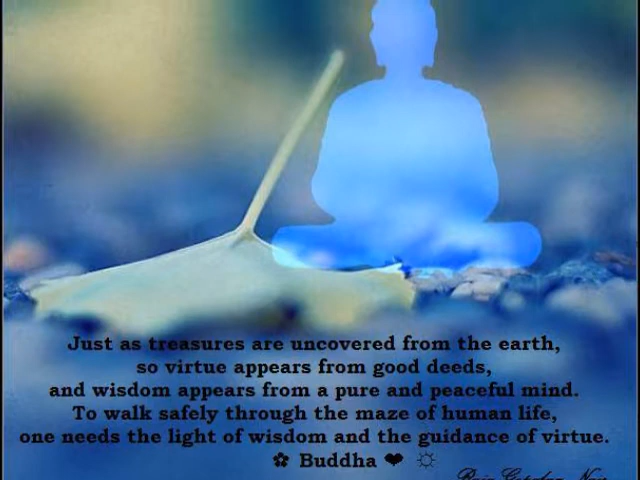 Just as treasures are uncovered from the earth,
so virtue appears from good deeds,
and wisdom appears from a pure and peaceful mind.
To walk safely through the maze of human life,
one needs the light of wisdom and the guidance of virtue.
✿ Buddha ❤ ☼